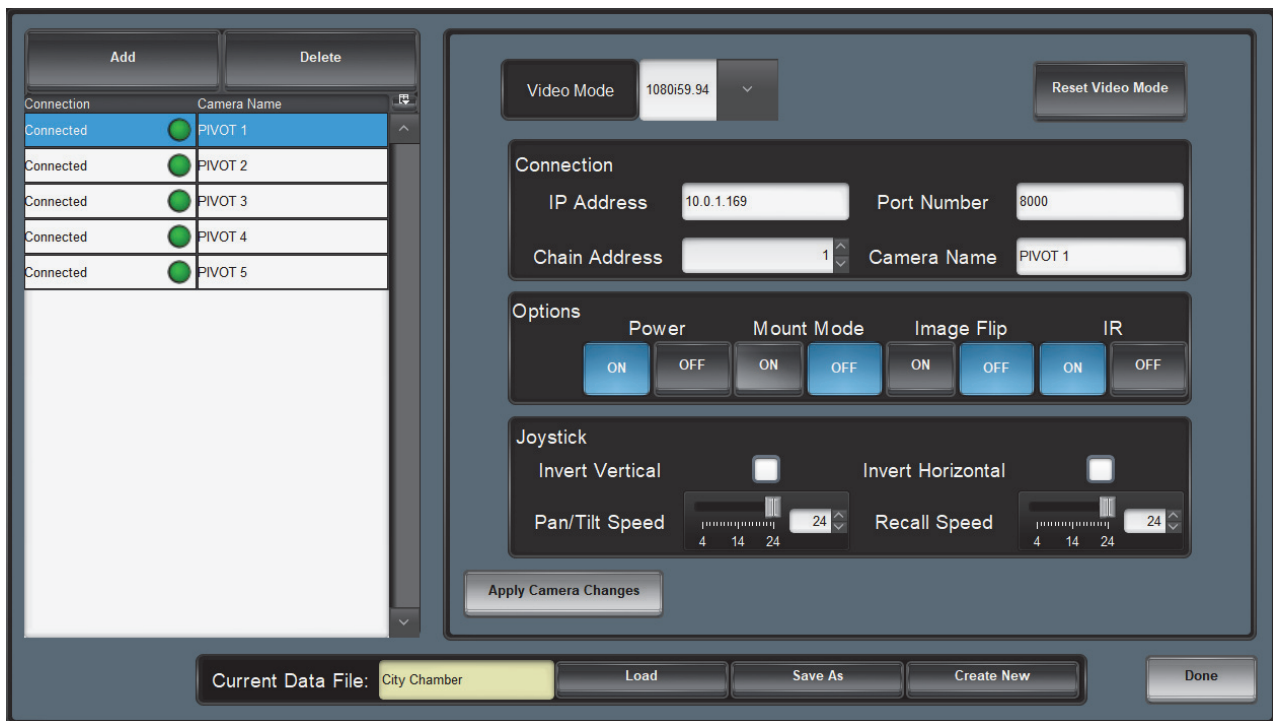 Add Delete
Connection Camera Name
Connected PIVOT 1
Connected PIVOT 2
Connected PIVOT 3
Connected PIVOT 4
Connected PIVOT 5
Video Mode 1080i59.94 Reset Video Mode
Connection
IP Address 10.0.1.169 Port Number 8000
Chain Address 1 Camera Name PIVOT 1
Options
Power Mount Mode Image Flip IR
ON OFF ON OFF ON OFF ON OFF
Joystick
Invert Vertical Invert Horizontal
Pan/Tilt Speed 24 Recall Speed 24
4 14 24 4 14 24
Apply Camera Changes
Current Data File: City Chamber Load Save As Create New Done